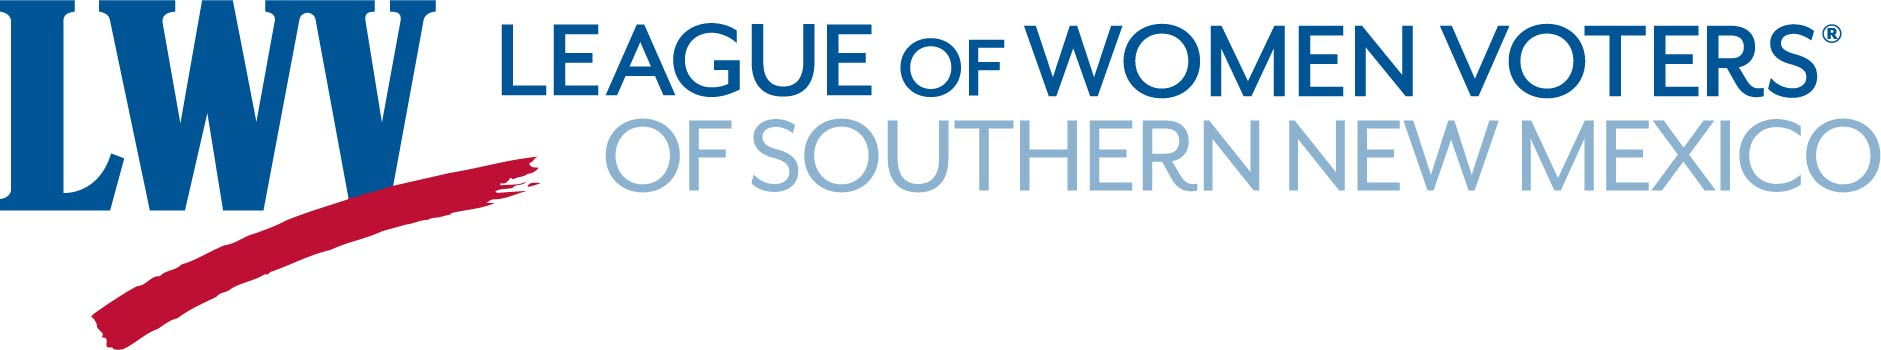 LWV
LEAGUE OF WOMEN VOTERS®
OF SOUTHERN NEW MEXICO